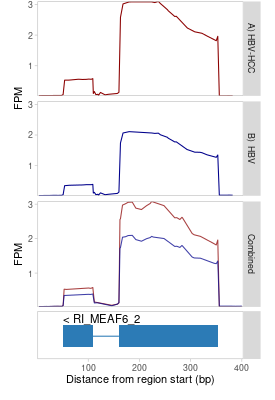 3
2
1
A) HBV-HCC
FPM
3
2
1
B) HBV
3
2
1
FPM
Combined
< RI_MEAF6_2
100 200 300 400
Distance from region start (bp)